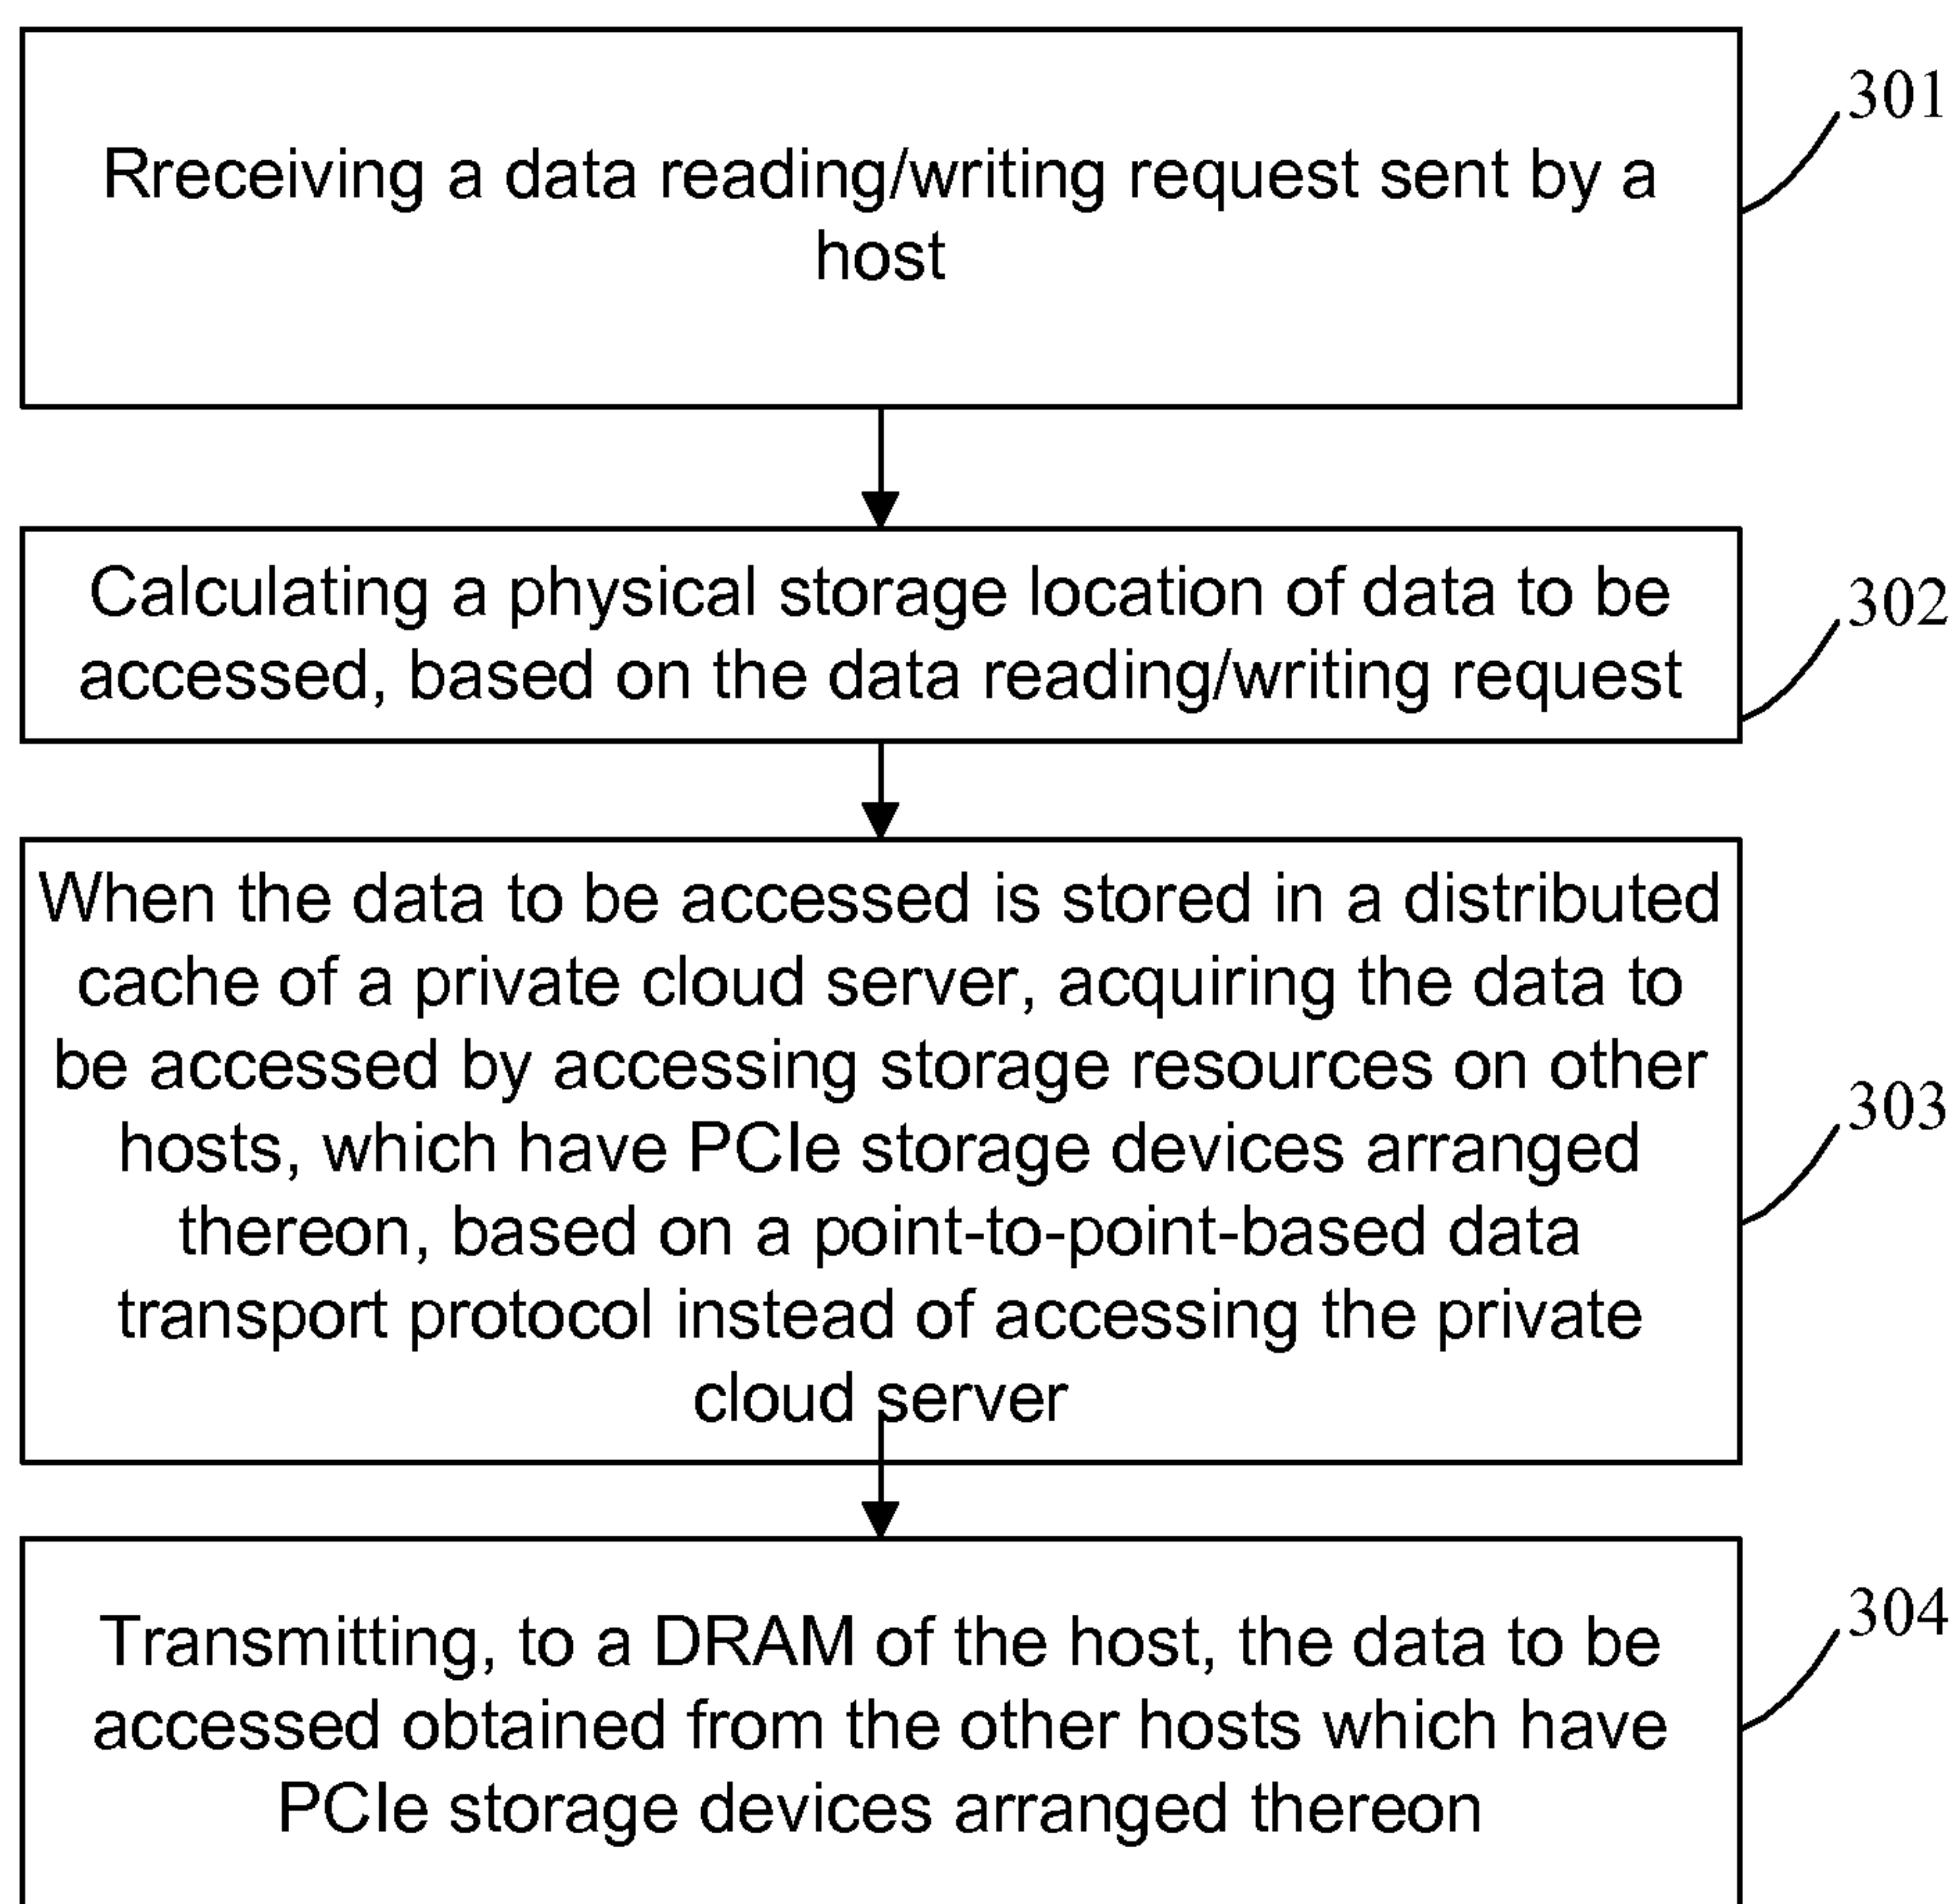 Rreceiving a data reading/writing request sent by a
host
301
Calculating a physical storage location of data to be
accessed, based on the data reading/writing request
302
When the data to be accessed is stored in a distributed
cache of a private cloud server, acquiring the data to
be accessed by accessing storage resources on other
hosts, which have PCIe storage devices arranged
thereon, based on a point-to-point-based data
transport protocol instead of accessing the private
cloud server
303
Transmitting, to a DRAM of the host, the data to be
accessed obtained from the other hosts which have
PCIe storage devices arranged thereon
304